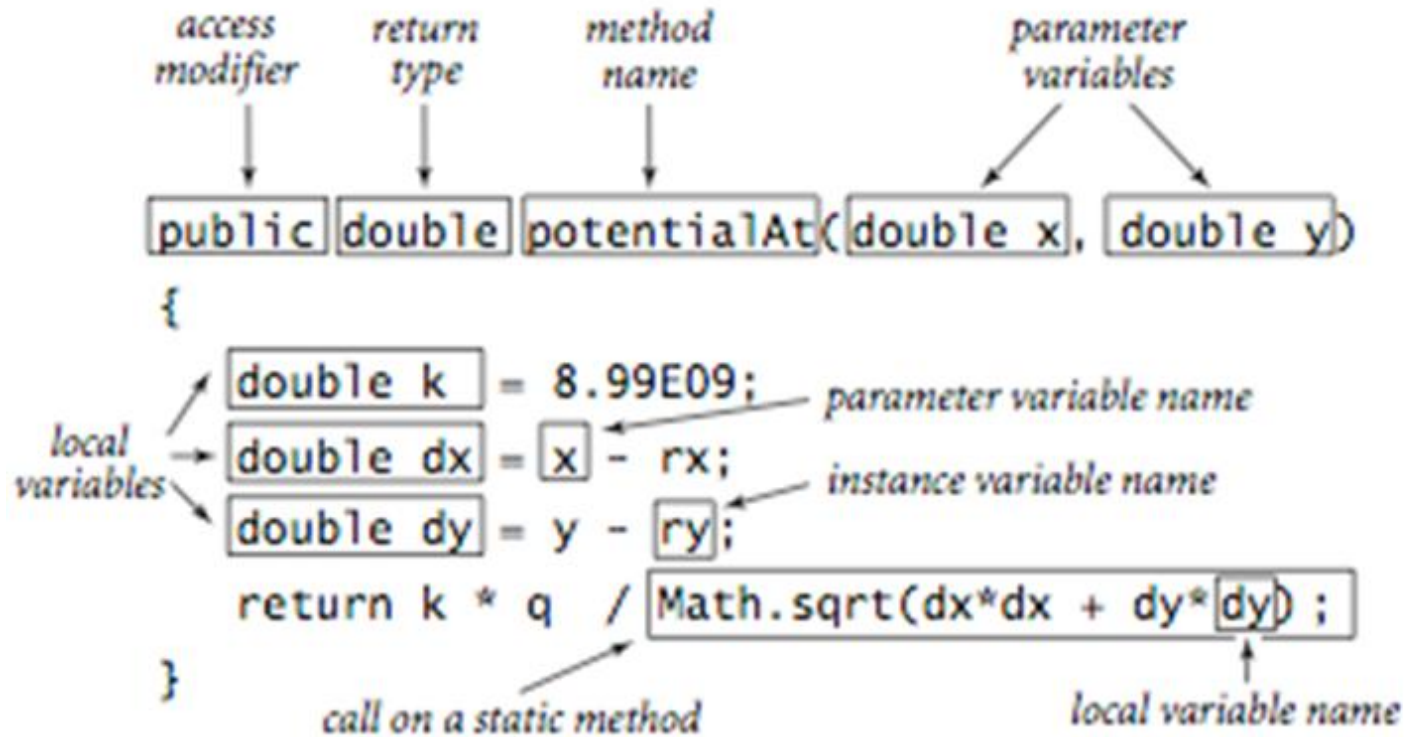 access modifier
return type
method name
parameter variables
public double potentialAt(double x, double y)
{
double k = 8.99E09;
parameter variable name
local variables
double dx = x - rx;
instance variable name
double dy = y - ry;
return k * q / Math.sqrt(dx*dx + dy*dy) ;
}
call on a static method
local variable name